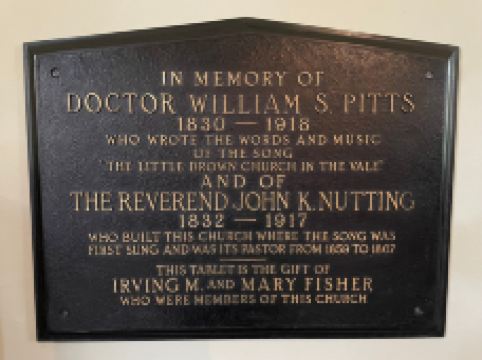 IN MEMORY OF
DOCTOR WILLIAM S. PITTS
1830 — 1918
WHO WROTE THE WORDS AND MUSIC
OF THE SONG
"THE LITTLE BROWN CHURCH IN THE VALE"
AND OF
THE REVEREND JOHN K. NUTTING
1832 — 1917
WHO BUILT THIS CHURCH WHERE THE SONG WAS
FIRST SUNG AND WAS ITS PASTOR FROM 1859 TO
THIS TABLET IS THE GIFT OF
IRVING M. AND MARY FISHER
WHO WERE MEMBERS OF THIS CHURCH